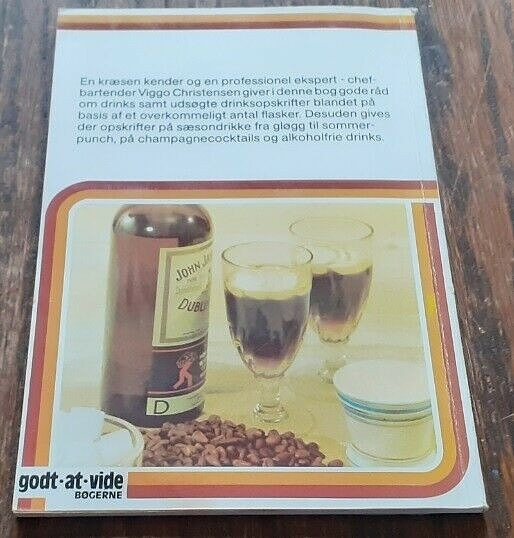 En kræsen kender og en professionel ekspert - chef-
bartender Viggo Christensen giver i denne bog gode råd
om drinks samt udsøgte drinksopskrifter blandet på
basis af et overkommeligt antal flasker. Desuden gives
der opskrifter på sæsondrikke fra gløgg til sommer-
punch, på champagnecocktails og alkoholfrie drinks.
JOHN
DUBL
D
godt·at·vide
BØGERNE